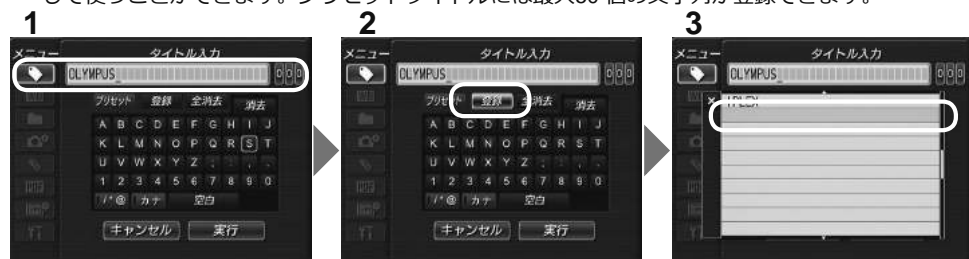 して使うことができます。プリセットタイトルには最大30 個の文字列が登録できます。
1
メニュー タイトル入力
OLYMPUS_ 000
プリセット 登録 全消去 消去
A B C D E F G H I J
K L M N O P Q R S T
U V W X Y Z
1 2 3 4 5 6 7 8 9 0
カナ 空白
キャンセル 実行
2
メニュー タイトル入力
OLYMPUS_ 000
プリセット 登録 全消去 消去
A B C D E F G H I J
K L M N O P Q R S T
U V W X Y Z
1 2 3 4 5 6 7 8 9 0
カナ 空白
キャンセル 実行
3
メニュー タイトル入力
OLYMPUS_ 000
× IPLEX